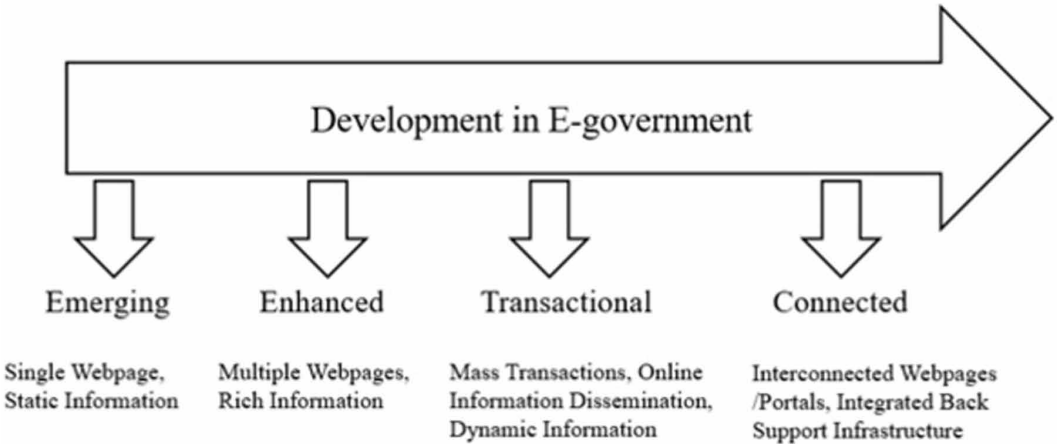 Development in E-government
Emerging
Enhanced
Transactional
Connected
Single Webpage,
Static Information
Multiple Webpages,
Rich Information
Mass Transactions, Online
Information Dissemination,
Dynamic Information
Interconnected Webpages
/Portals, Integrated Back
Support Infrastructure